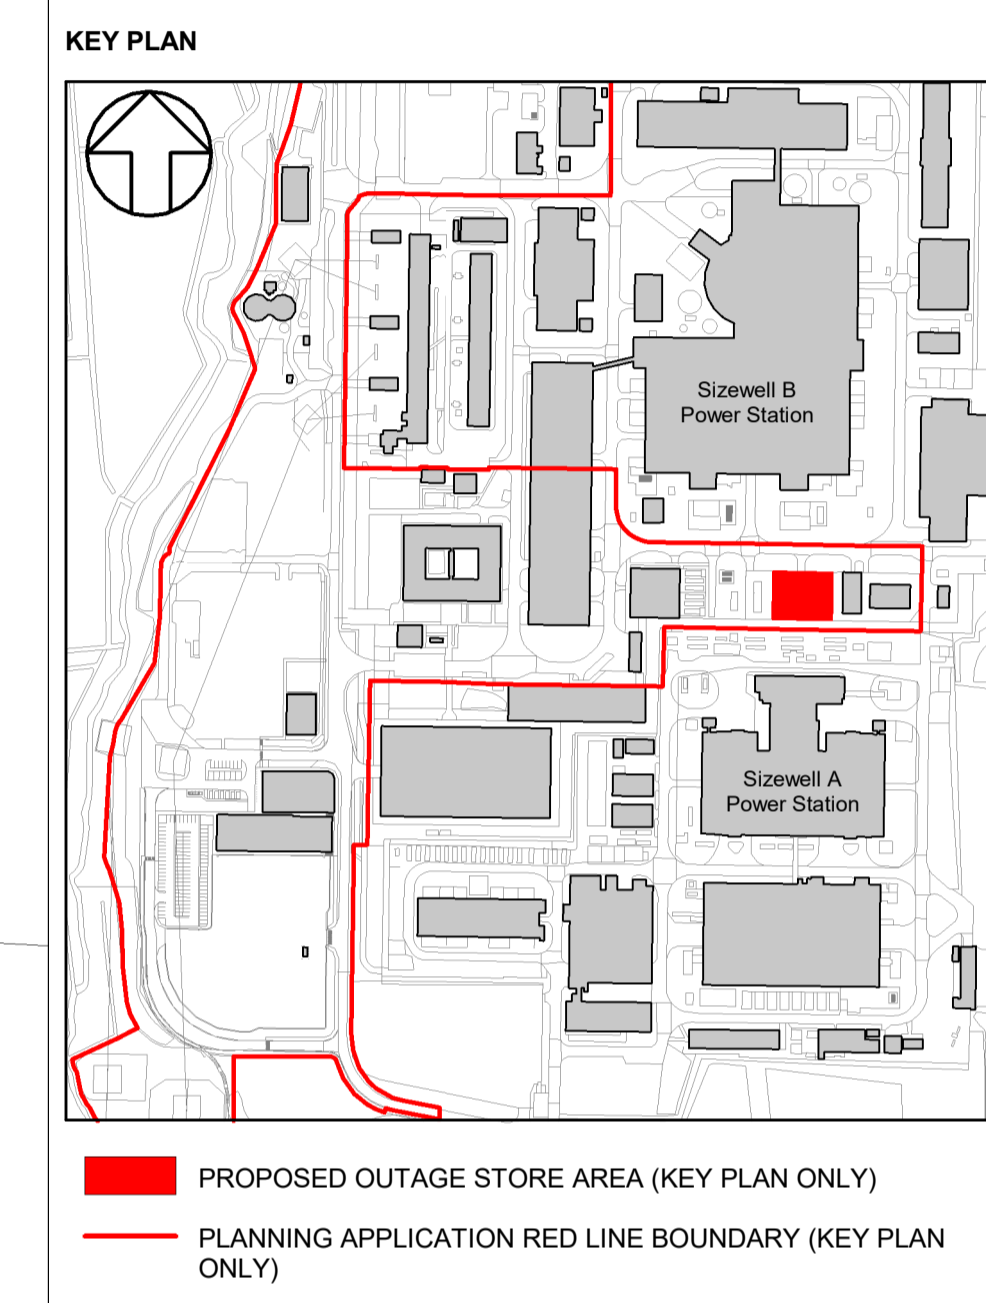 KEY PLAN
Sizewell B
Power Station
Sizewell A
Power Station
PROPOSED OUTAGE STORE AREA (KEY PLAN ONLY)
PLANNING APPLICATION RED LINE BOUNDARY (KEY PLAN
ONLY)